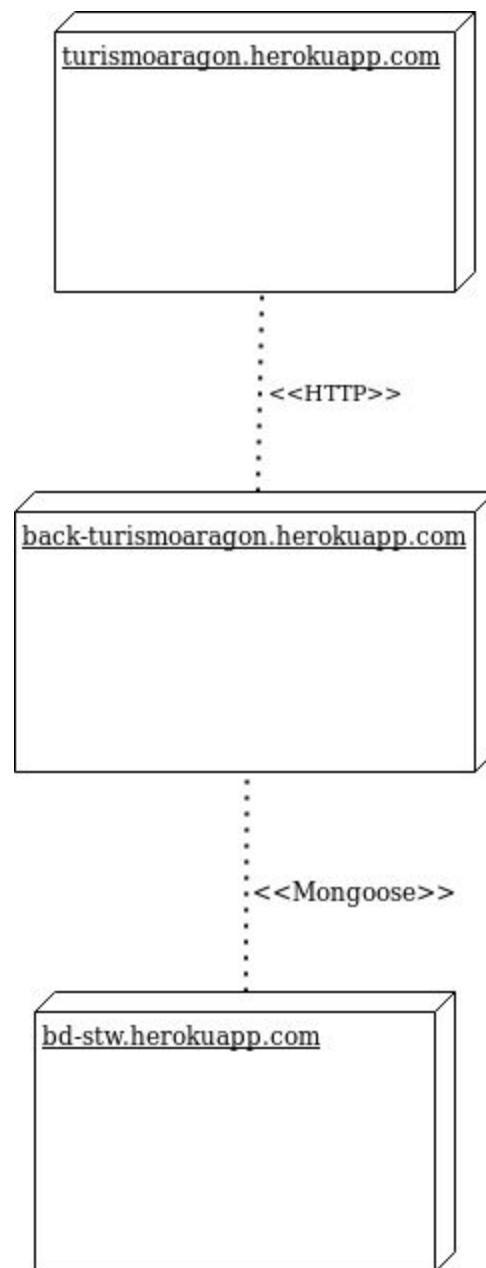 turismoaragon.herokuapp.com
<<HTTP>>
back-turismoaragon.herokuapp.com
<<Mongoose>>
bd-stw.herokuapp.com